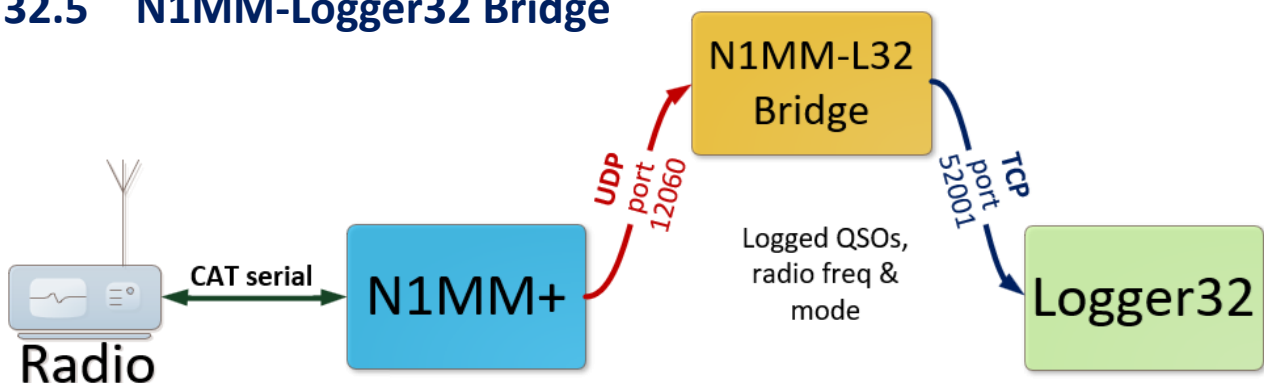 32.5 N1MM-Logger32 Bridge
N1MM-L32
Bridge
UDP
port
12060
TCP
port
52001
Logged QSOs,
radio freq &
mode
CAT serial
N1MM+
Logger32
Radio